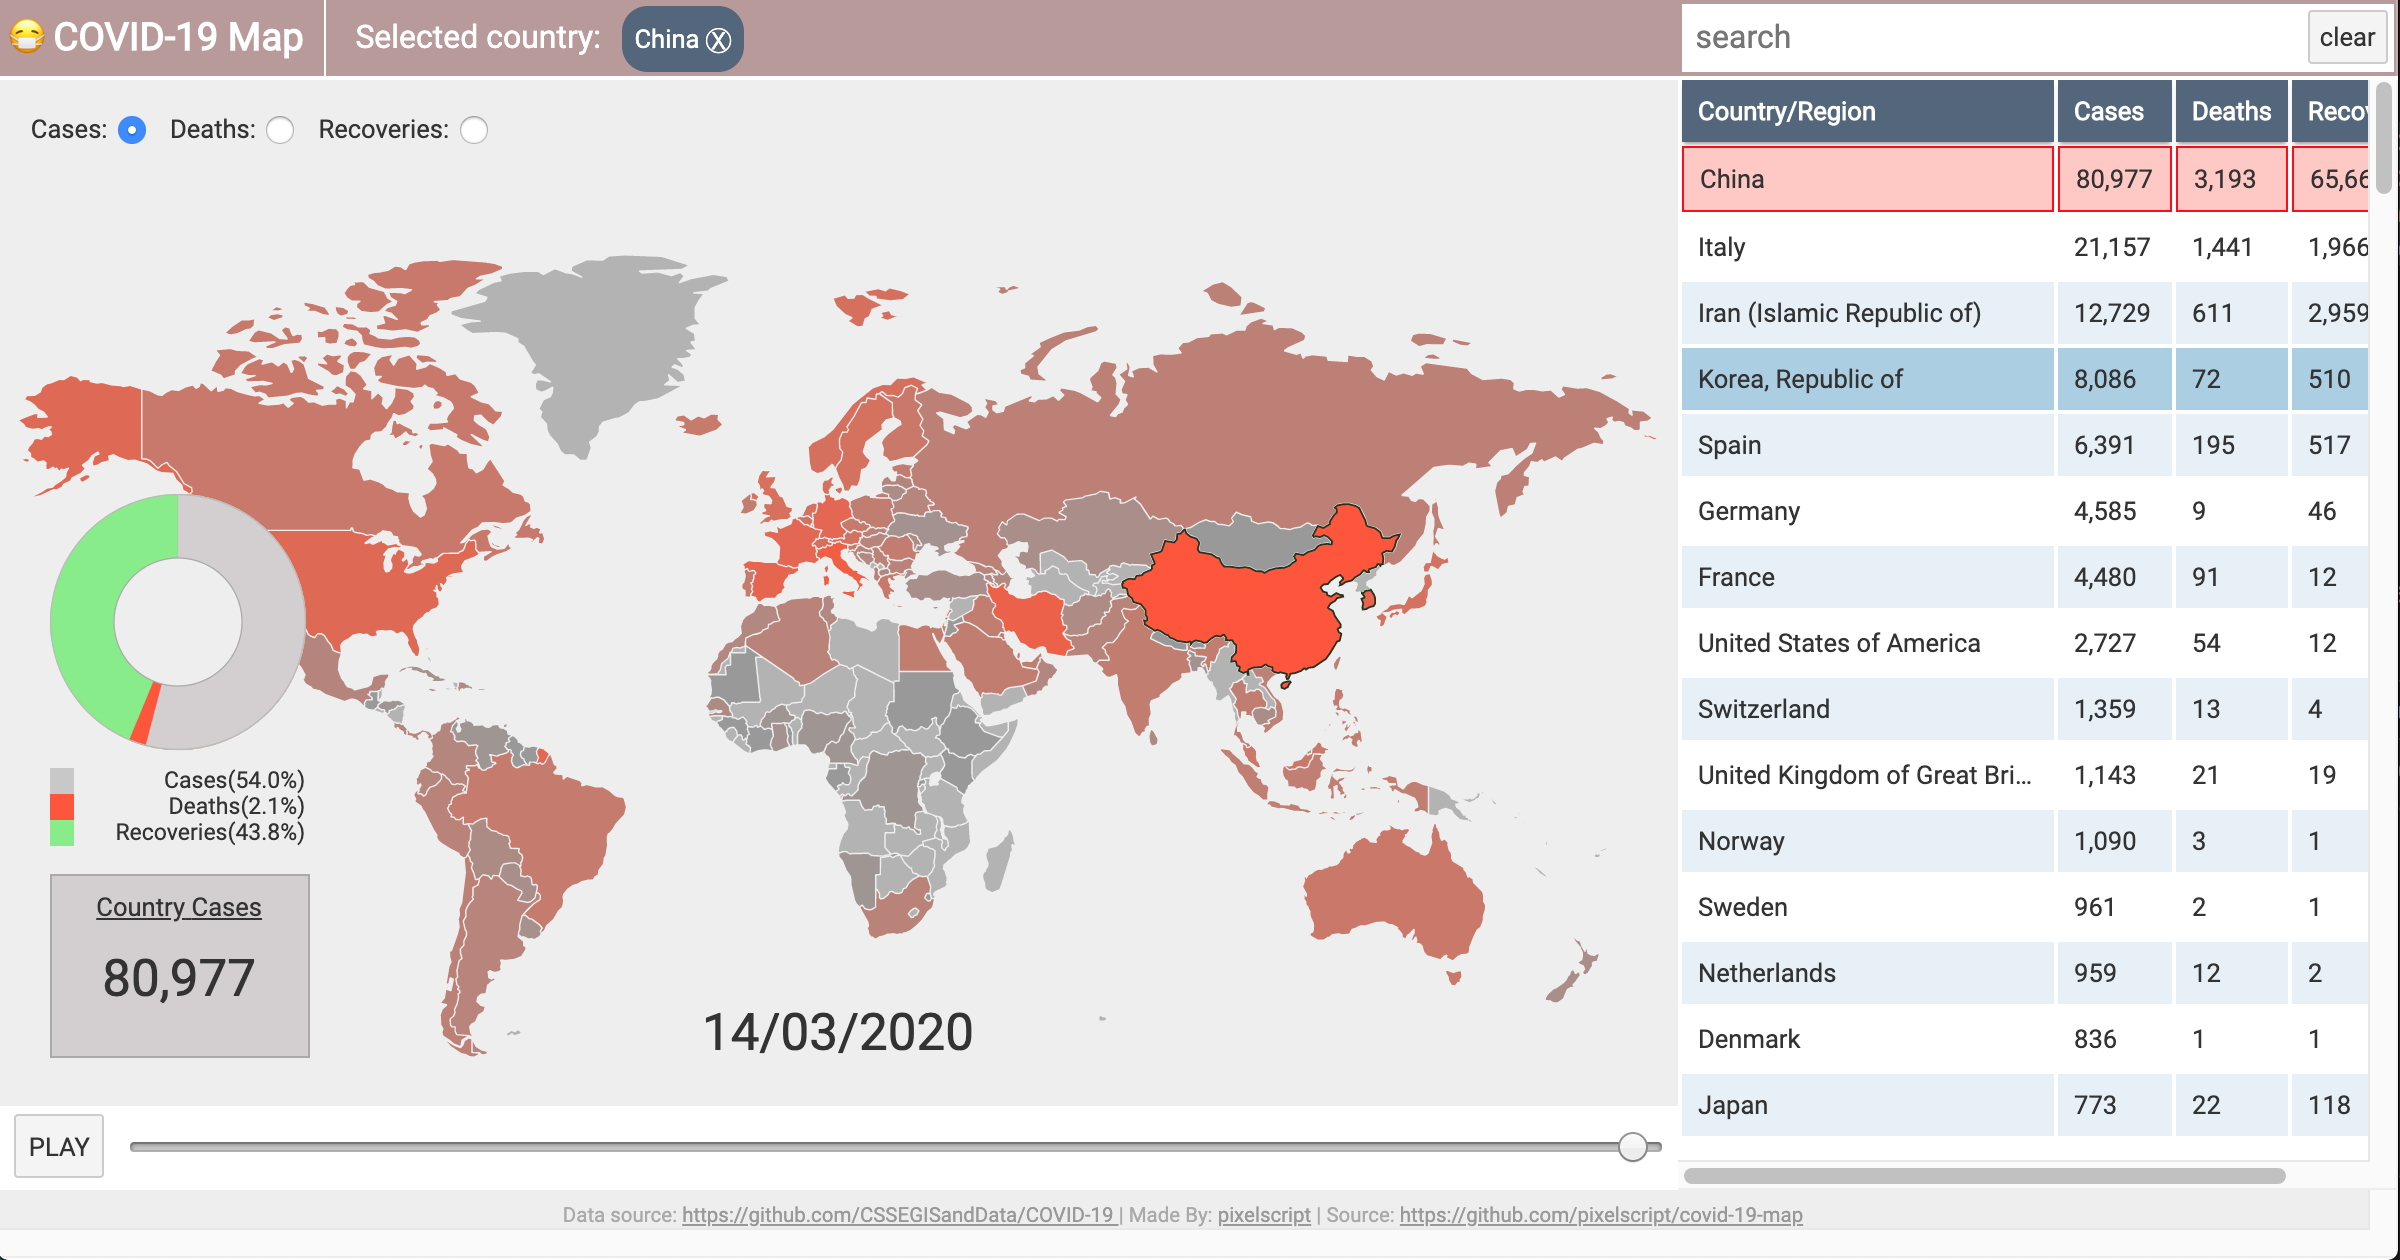 COVID-19 Map
Selected country:
China
search
clear
Cases:
Deaths:
Recoveries:
Cases(54.0%)
Deaths(2.1%)
Recoveries(43.8%)
Country Cases
80,977
14/03/2020
PLAY
Country/Region Cases Deaths Reco
China 80,977 3,193 65,66
Italy 21,157 1,441 1,966
Iran (Islamic Republic of) 12,729 611 2,959
Korea, Republic of 8,086 72 510
Spain 6,391 195 517
Germany 4,585 9 46
France 4,480 91 12
United States of America 2,727 54 12
Switzerland 1,359 13 4
United Kingdom of Great Bri... 1,143 21 19
Norway 1,090 3 1
Sweden 961 2 1
Netherlands 959 12 2
Denmark 836 1 1
Japan 773 22 118
Data source: https://github.com/CSSEGISandData/COVID-19 | Made By: pixelscript | Source: https://github.com/pixelscript/covid-19-map